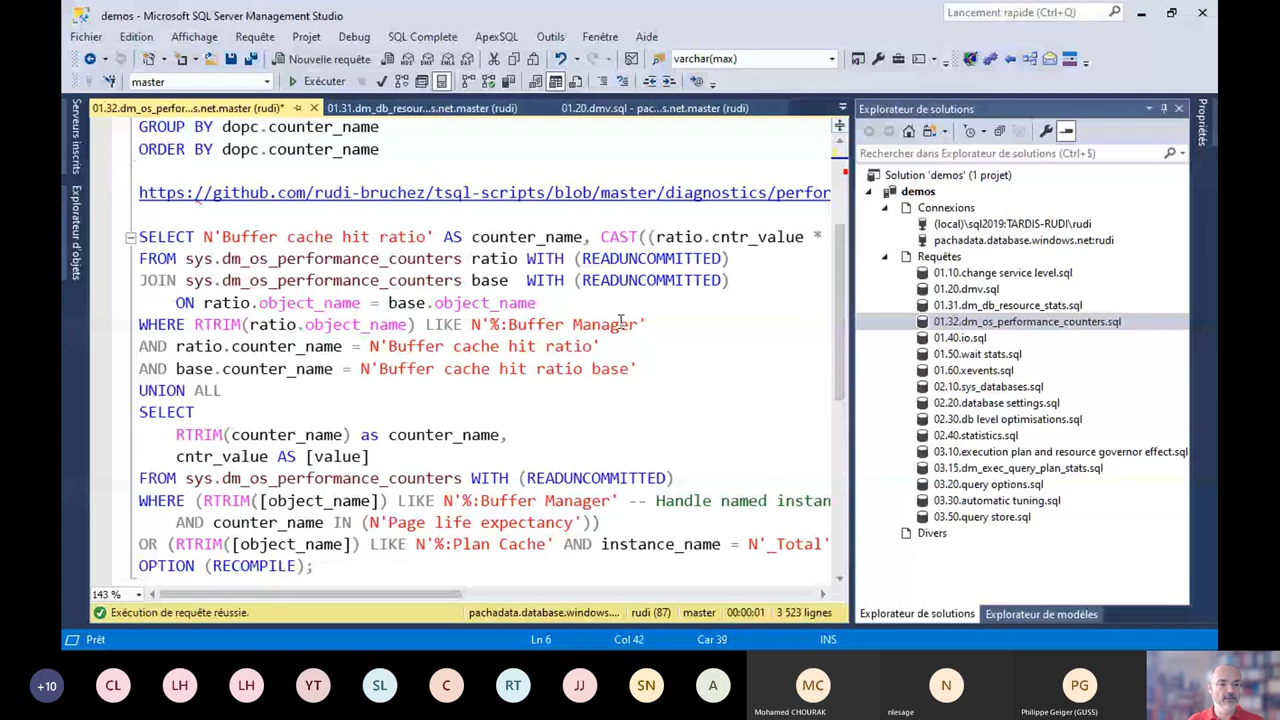 demos - Microsoft SQL Server Management Studio
Lancement rapide (Ctrl+Q)
Fichier Edition Affichage Requête Projet Debug SQL Complete ApexSQL Outils Fenêtre Aide
Nouvelle requête
varchar(max)
master
Exécuter
01.32.dm_os_perfor...s.net.master (rudi)*
01.31.dm_db_resour...s.net.master (rudi)
01.20.dmv.sql - pac...s.net.master (rudi)
Serveurs inscrits
Explorateur d'objets
GROUP BY dopc.counter_name
ORDER BY dopc.counter_name
https://github.com/rudi-bruchez/tsql-scripts/blob/master/diagnostics/perfor
SELECT N'Buffer cache hit ratio' AS counter_name, CAST((ratio.cntr_value *
FROM sys.dm_os_performance_counters ratio WITH (READUNCOMMITTED)
JOIN sys.dm_os_performance_counters base WITH (READUNCOMMITTED)
ON ratio.object_name = base.object_name
WHERE RTRIM(ratio.object_name) LIKE N'%:Buffer Manager'
AND ratio.counter_name = N'Buffer cache hit ratio'
AND base.counter_name = N'Buffer cache hit ratio base'
UNION ALL
SELECT
RTRIM(counter_name) as counter_name,
cntr_value AS [value]
FROM sys.dm_os_performance_counters WITH (READUNCOMMITTED)
WHERE (RTRIM([object_name]) LIKE N'%:Buffer Manager' -- Handle named instan
AND counter_name IN (N'Page life expectancy'))
OR (RTRIM([object_name]) LIKE N'%:Plan Cache' AND instance_name = N'_Total'
OPTION (RECOMPILE);
143 %
Exécution de requête réussie.
pachadata.database.windows.... rudi (87) master 00:00:01 3 523 lignes
Explorateur de solutions
Rechercher dans Explorateur de solutions (Ctrl+$)
Solution 'demos' (1 projet)
demos
Connexions
(local)\sql2019:TARDIS-RUDI\rudi
pachadata.database.windows.net:rudi
Requêtes
01.10.change service level.sql
01.20.dmv.sql
01.31.dm_db_resource_stats.sql
01.32.dm_os_performance_counters.sql
01.40.io.sql
01.50.wait stats.sql
01.60.xevents.sql
02.10.sys_databases.sql
02.20.database settings.sql
02.30.db level optimisations.sql
02.40.statistics.sql
03.10.execution plan and resource governor effect.sql
03.15.dm_exec_query_plan_stats.sql
03.20.query options.sql
03.30.automatic tuning.sql
03.50.query store.sql
Divers
Explorateur de solutions
Explorateur de modèles
Propriétés
Prêt
Ln 6 Col 42 Car 39 INS
+10 CL LH LH YT SL C RT JJ SN A MC N PG
Mohamed CHOURAK
nlesage
Philippe Geiger (GUSS)